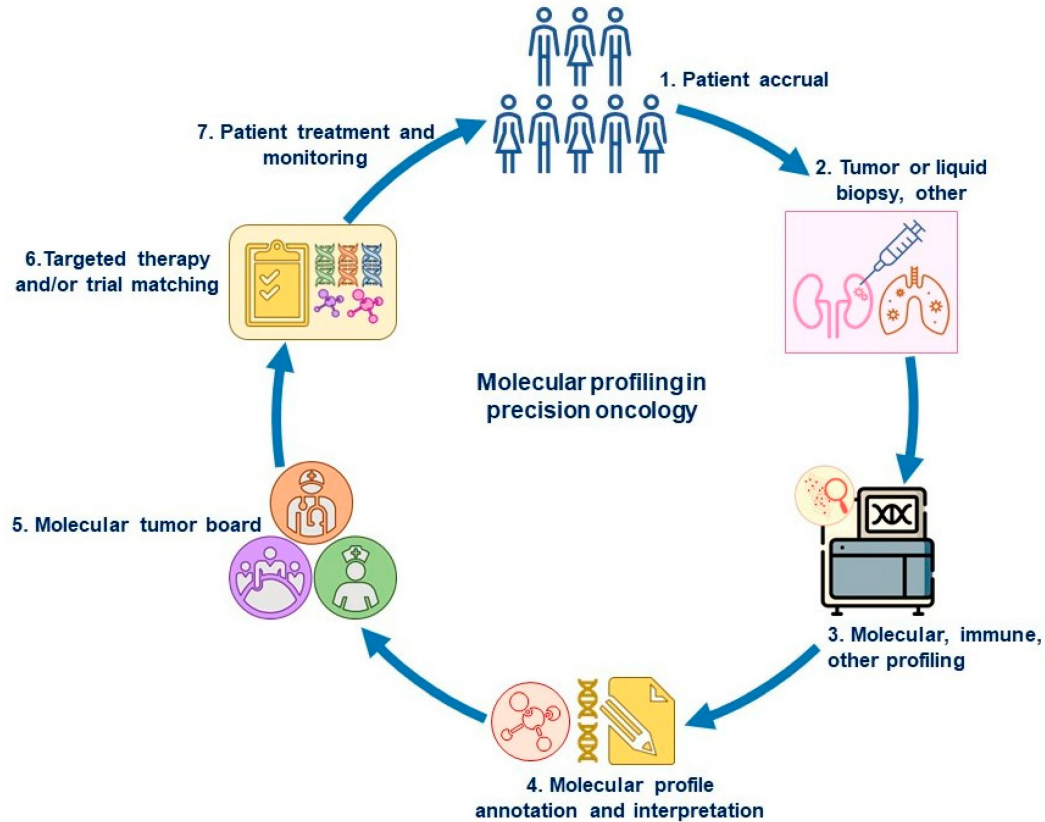 1. Patient accrual
2. Tumor or liquid
biopsy, other
3. Molecular, immune,
other profiling
4. Molecular profile
annotation and interpretation
5. Molecular tumor board
6.Targeted therapy
and/or trial matching
7. Patient treatment and
monitoring
Molecular profiling in
precision oncology